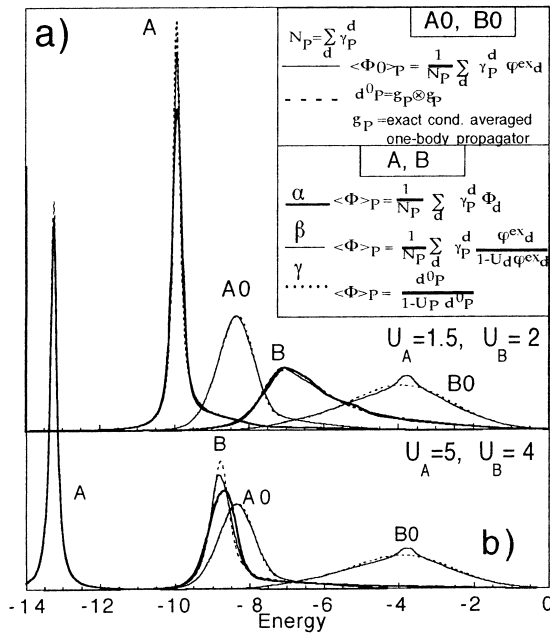 a)
A
A0, B0
N_P = Σ_d γ_P^d
<Φ0>_P = 1/N_P Σ_d γ_P^d φ^ex_d
d^0_P = g_P ⊗ g_P
g_P = exact cond. averaged
one-body propagator
A, B
α <Φ>_P = 1/N_P Σ_d γ_P^d Φ_d
β <Φ>_P = 1/N_P Σ_d γ_P^d φ^ex_d / 1-U_d φ^ex_d
γ <Φ>_P = d^0_P / 1-U_P d^0_P
A0
B
B0
U_A=1.5, U_B=2
U_A=5, U_B=4
A
B
A0
B0
b)
-14 -12 -10 -8 -6 -4 -2 0
Energy